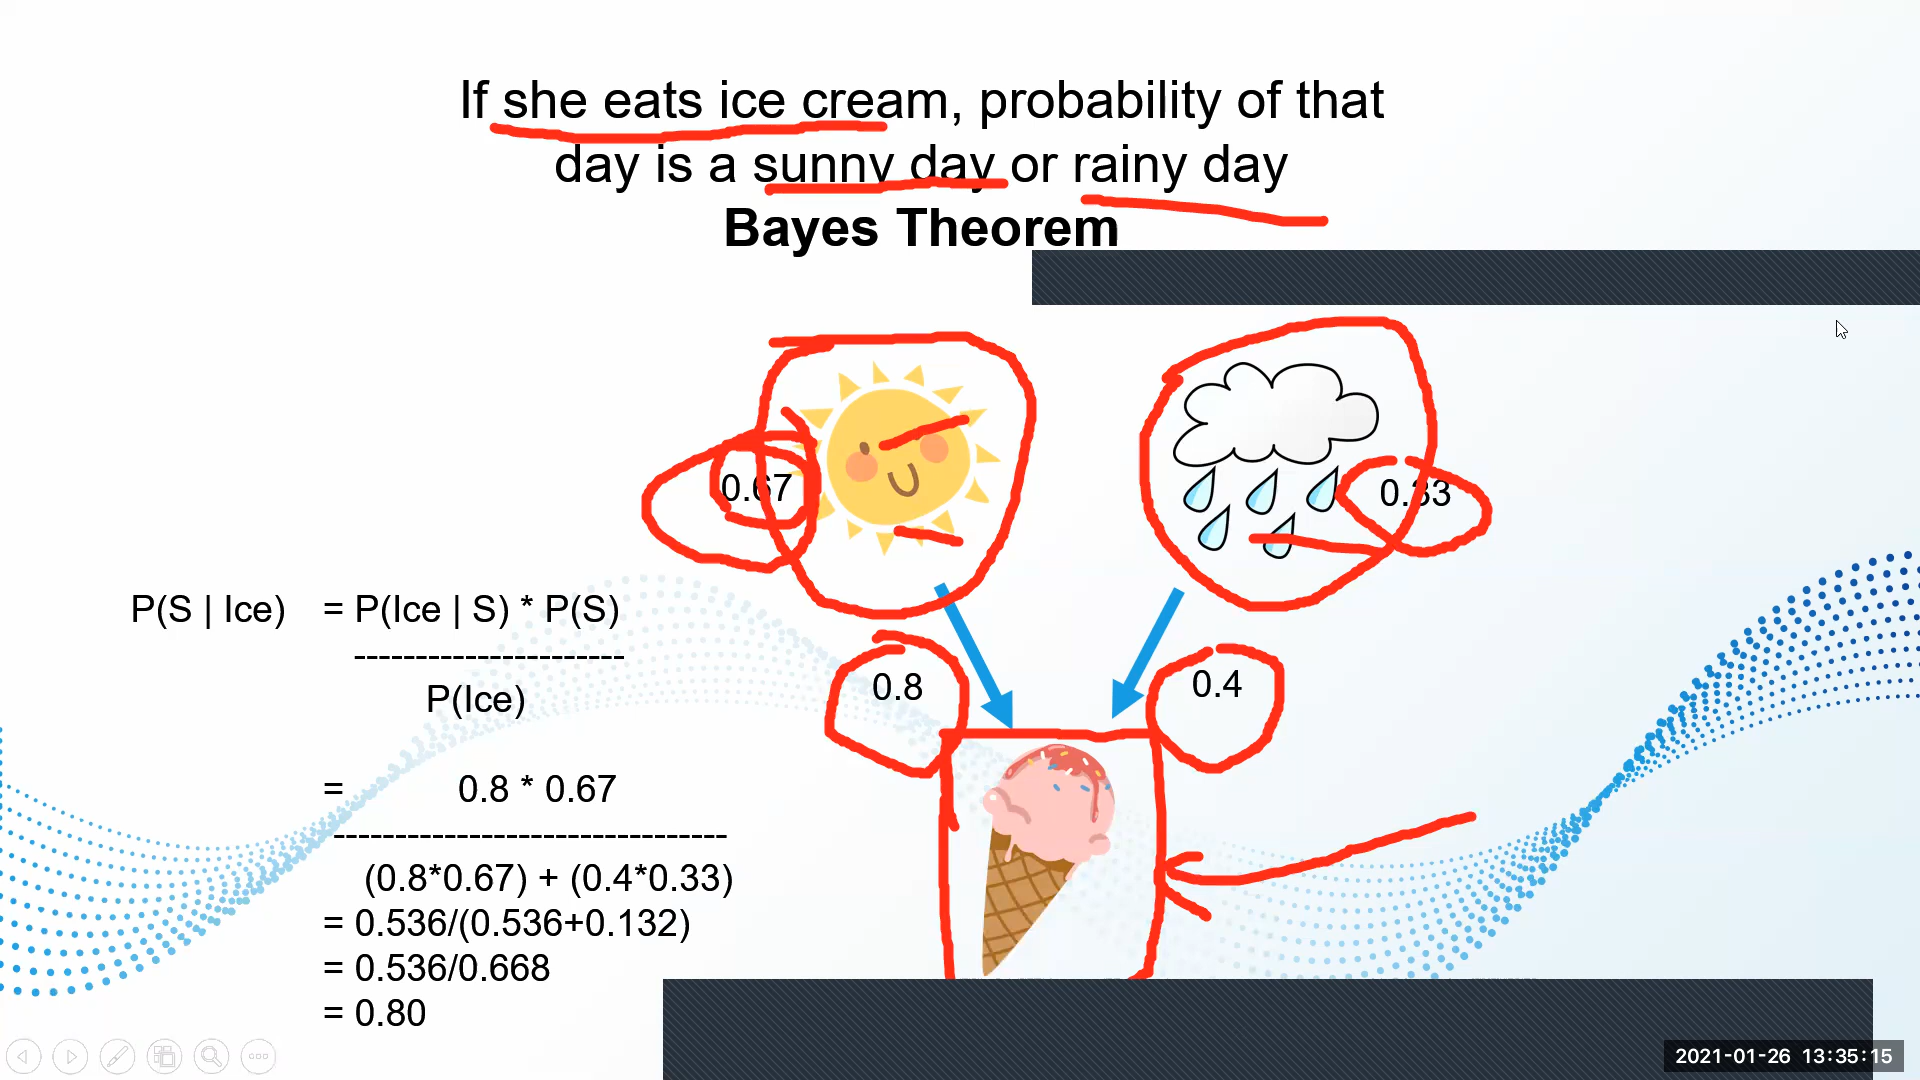 If she eats ice cream, probability of that
day is a sunny day or rainy day
Bayes Theorem
0.67
0.33
P(S | Ice) = P(Ice | S) * P(S)
----------------------
P(Ice)
0.8
0.4
= 0.8 * 0.67
--------------------------------
(0.8*0.67) + (0.4*0.33)
= 0.536/(0.536+0.132)
= 0.536/0.668
= 0.80
2021-01-26 13:35:15